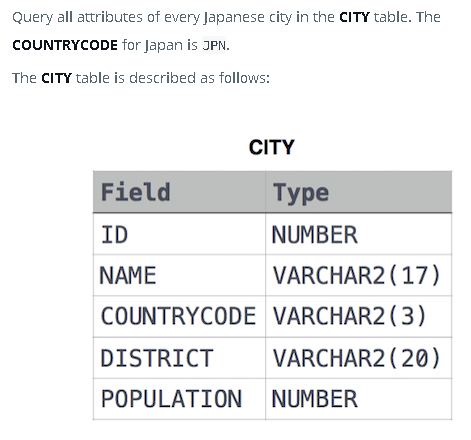 Query all attributes of every Japanese city in the CITY table. The
COUNTRYCODE for Japan is JPN.
The CITY table is described as follows:
CITY
Field Type
ID NUMBER
NAME VARCHAR2(17)
COUNTRYCODE VARCHAR2(3)
DISTRICT VARCHAR2(20)
POPULATION NUMBER